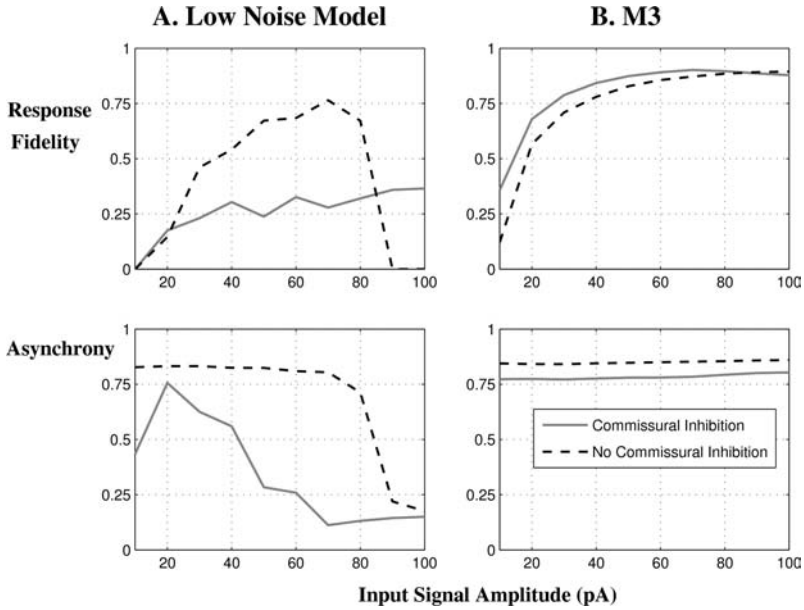 A. Low Noise Model
B. M3
Response
Fidelity
1
0.75
0.5
0.25
0
20 40 60 80 100
1
0.75
0.5
0.25
0
20 40 60 80 100
Asynchrony
1
0.75
0.5
0.25
0
20 40 60 80 100
1
0.75
0.5
0.25
0
20 40 60 80 100
Commissural Inhibition
No Commissural Inhibition
Input Signal Amplitude (pA)